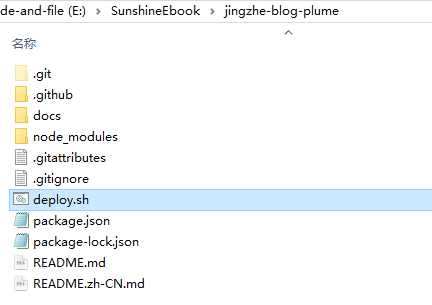 de-and-file (E:) > SunshineEbook > jingzhe-blog-plume
名称
.git
.github
docs
node_modules
.gitattributes
.gitignore
deploy.sh
package.json
package-lock.json
README.md
README.zh-CN.md